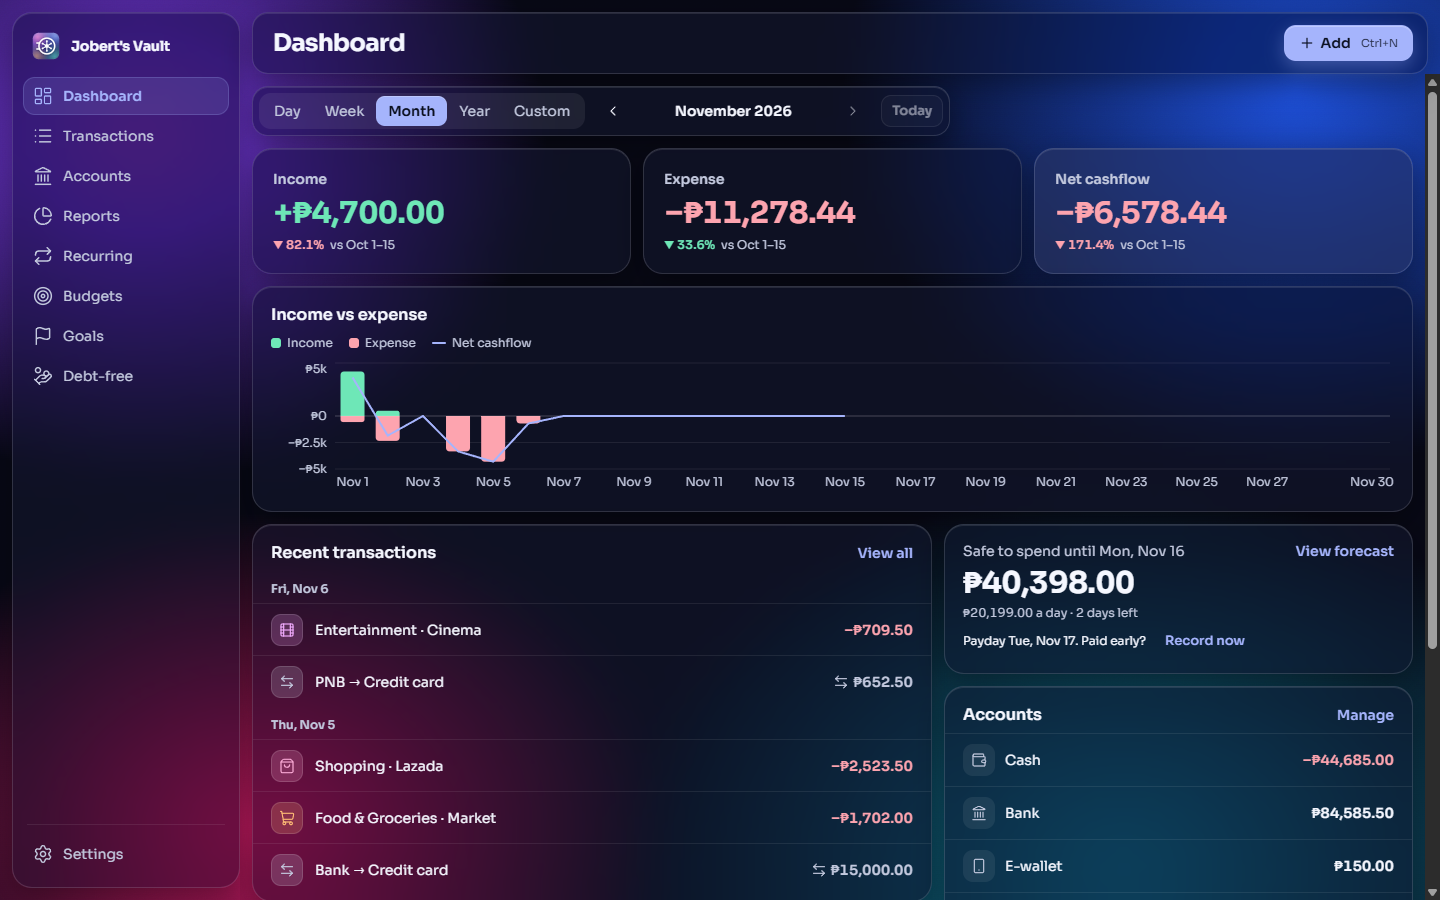 Jobert's Vault
Dashboard
Transactions
Accounts
Reports
Recurring
Budgets
Goals
Debt-free
Settings
Dashboard
Add Ctrl+N
Day Week Month Year Custom
November 2026
Today
Income
+₱4,700.00
▼ 82.1% vs Oct 1–15
Expense
−₱11,278.44
▼ 33.6% vs Oct 1–15
Net cashflow
−₱6,578.44
▼ 171.4% vs Oct 1–15
Income vs expense
Income Expense Net cashflow
₱5k
₱0
−₱2.5k
−₱5k
Nov 1 Nov 3 Nov 5 Nov 7 Nov 9 Nov 11 Nov 13 Nov 15 Nov 17 Nov 19 Nov 21 Nov 23 Nov 25 Nov 27 Nov 30
Recent transactions View all
Fri, Nov 6
Entertainment · Cinema −₱709.50
PNB → Credit card ₱652.50
Thu, Nov 5
Shopping · Lazada −₱2,523.50
Food & Groceries · Market −₱1,702.00
Bank → Credit card ₱15,000.00
Safe to spend until Mon, Nov 16 View forecast
₱40,398.00
₱20,199.00 a day · 2 days left
Payday Tue, Nov 17. Paid early? Record now
Accounts Manage
Cash −₱44,685.00
Bank ₱84,585.50
E-wallet ₱150.00